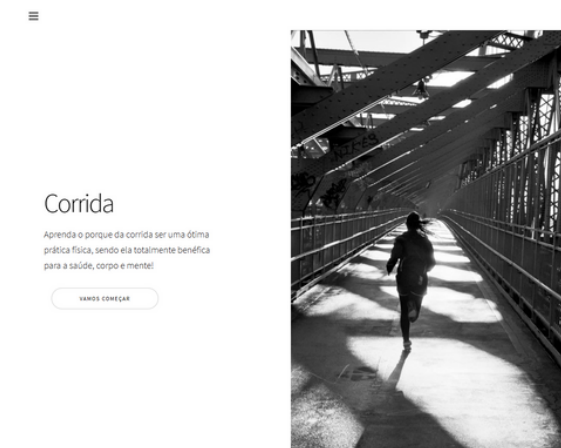 Corrida
Aprenda o porque da corrida ser uma ótima
prática física, sendo ela totalmente benéfica
para a saúde, corpo e mente!
VAMOS COMEÇAR